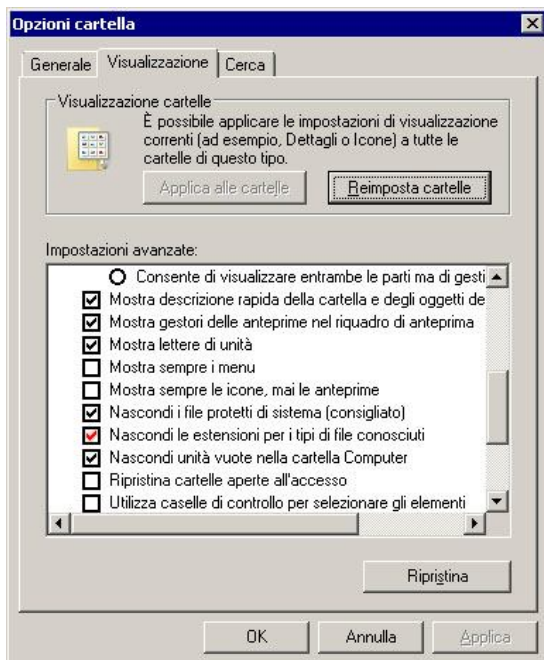 Opzioni cartella
Generale Visualizzazione Cerca
Visualizzazione cartelle
È possibile applicare le impostazioni di visualizzazione
correnti (ad esempio, Dettagli o Icone) a tutte le
cartelle di questo tipo.
Applica alle cartelle Reimposta cartelle
Impostazioni avanzate:
Consente di visualizzare entrambe le parti ma di gesti
Mostra descrizione rapida della cartella e degli oggetti de
Mostra gestori delle anteprime nel riquadro di anteprima
Mostra lettere di unità
Mostra sempre i menu
Mostra sempre le icone, mai le anteprime
Nascondi i file protetti di sistema (consigliato)
Nascondi le estensioni per i tipi di file conosciuti
Nascondi unità vuote nella cartella Computer
Ripristina cartelle aperte all'accesso
Utilizza caselle di controllo per selezionare gli elementi
Ripristina
OK Annulla Applica